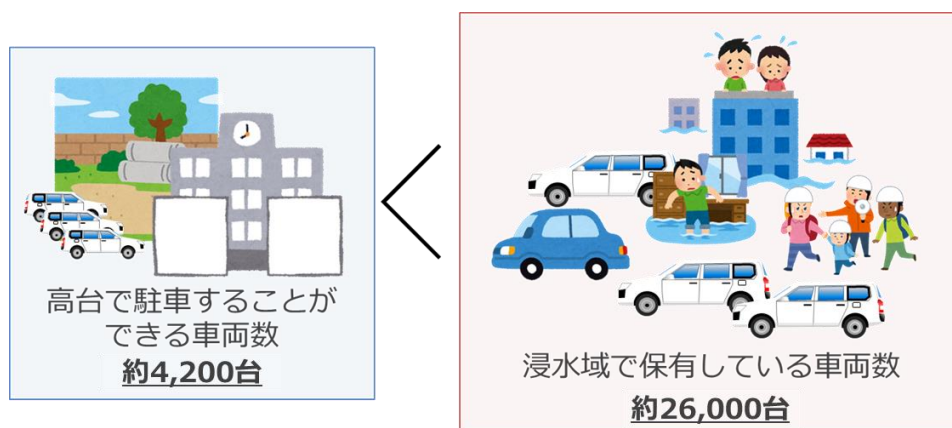 高台で駐車することが
できる車両数
約4,200台
浸水域で保有している車両数
約26,000台